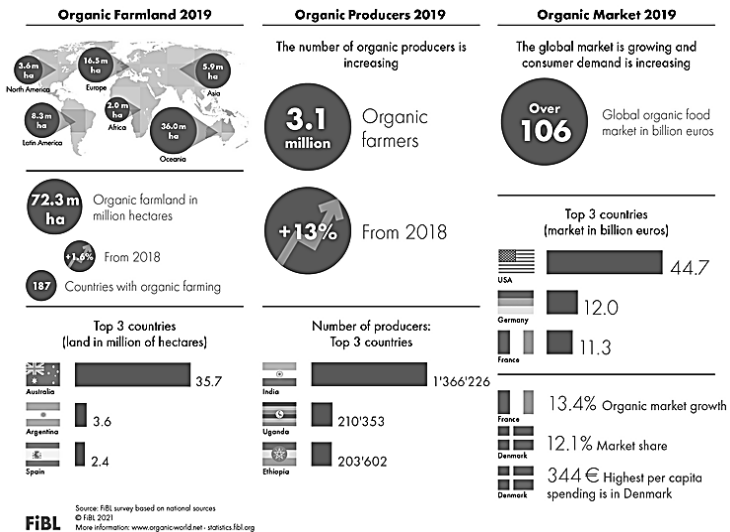 Organic Farmland 2019
3.6 m
ha
North America
16.5 m
ha
Europe
5.9 m
ha
Asia
8.3 m
ha
Latin America
2.0 m
ha
Africa
36.0 m
ha
Oceania
72.3 m
ha
Organic farmland in
million hectares
+1.6%
From 2018
187
Countries with organic farming
Top 3 countries
(land in million of hectares)
Australia
35.7
Argentina
3.6
Spain
2.4
Organic Producers 2019
The number of organic producers is
increasing
3.1
million
Organic
farmers
+13%
From 2018
Number of producers:
Top 3 countries
India
1'366'226
Uganda
210'353
Ethiopia
203'602
Organic Market 2019
The global market is growing and
consumer demand is increasing
Over
106
Global organic food
market in billion euros
Top 3 countries
(market in billion euros)
USA
44.7
Germany
12.0
France
11.3
France
13.4% Organic market growth
Denmark
12.1% Market share
Denmark
344 € Highest per capita
spending is in Denmark
FiBL
Source: FiBL survey based on national sources
© FiBL 2021
More information: www.organic-world.net - statistics.fibl.org